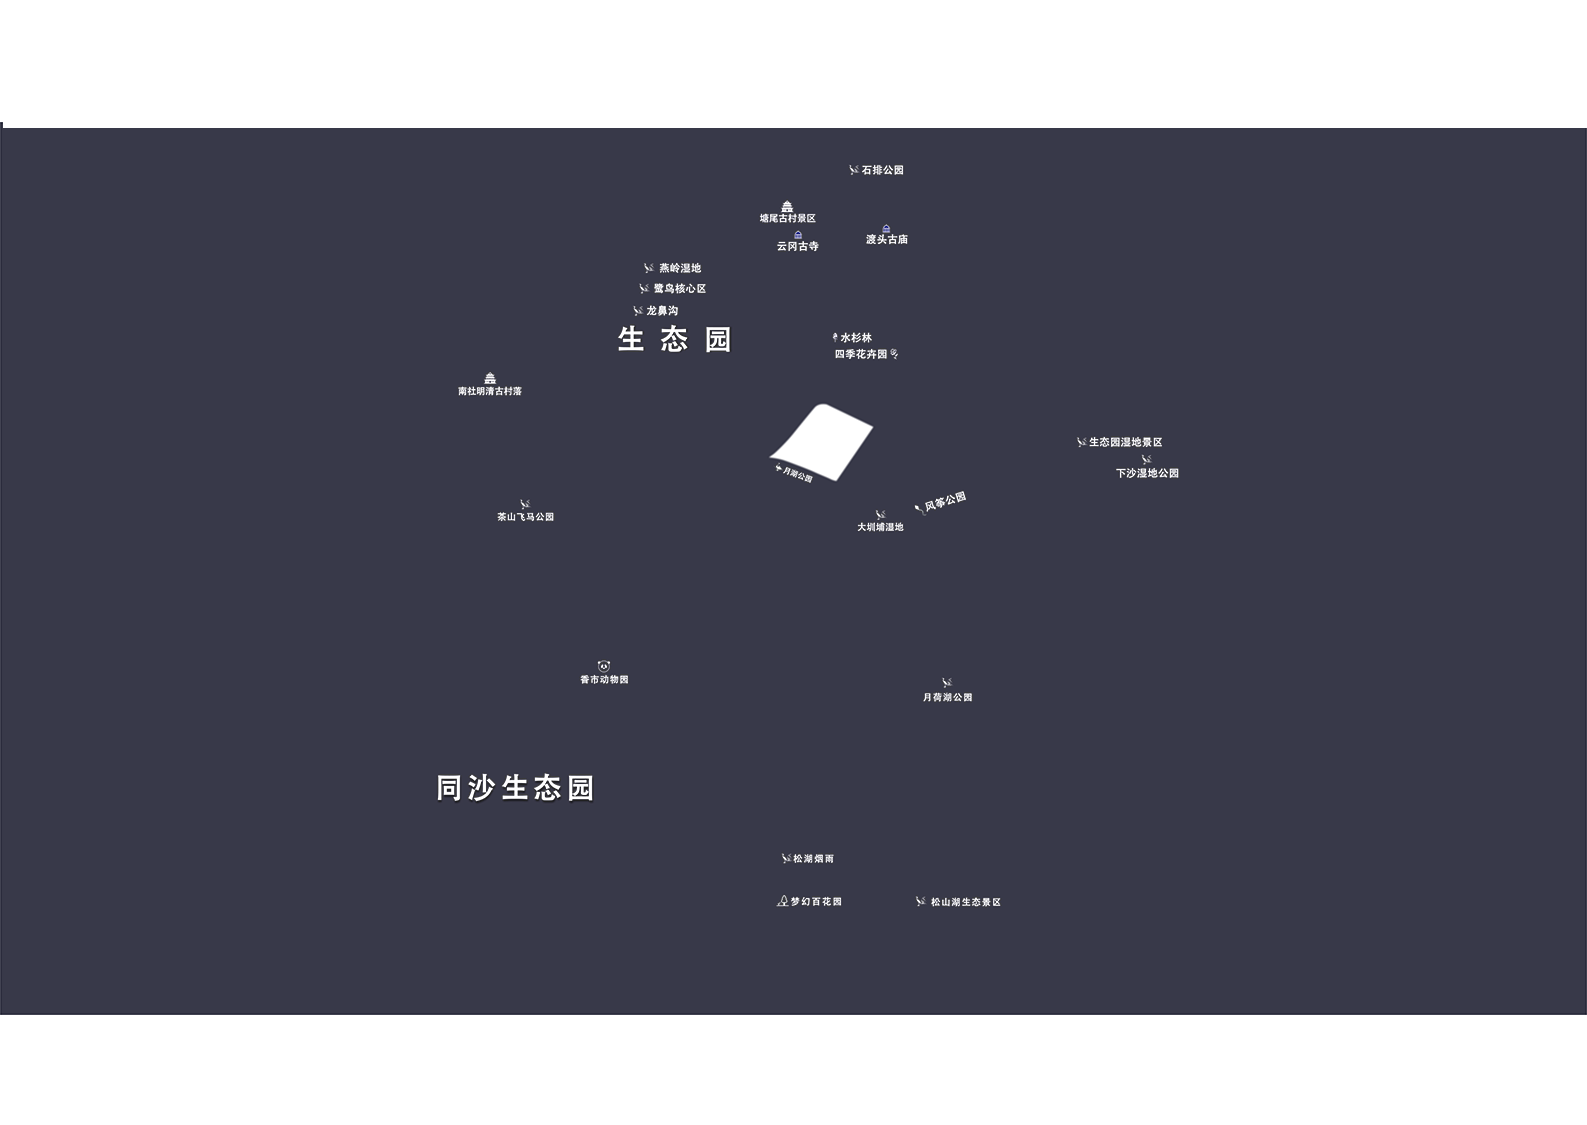 石排公园
塘尾古村景区
渡头古庙
云冈古寺
燕岭湿地
鹭鸟核心区
龙鼻沟
生态园
水杉林
四季花卉园
南社明清古村落
生态园湿地景区
月湖公园
下沙湿地公园
风筝公园
茶山飞马公园
大圳埔湿地
香市动物园
月荷湖公园
同沙生态园
松湖烟雨
梦幻百花园
松山湖生态景区